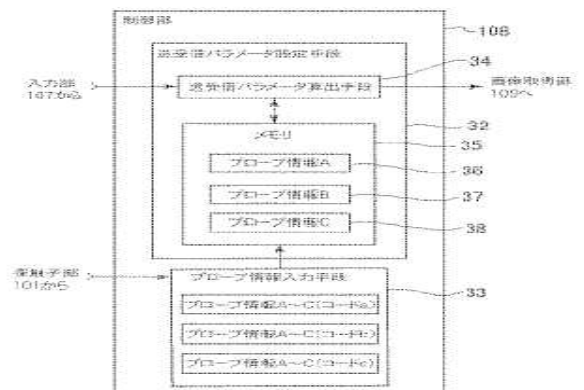 制御部
108
送受信パラメータ設定手段
34
入力部
107から
送受信パラメータ算出手段
画像取得部
109へ
32
メモリ
35
プローブ情報A
36
プローブ情報B
37
プローブ情報C
38
探触子部
101から
プローブ情報入力手段
33
プローブ情報A～C(コードa)
プローブ情報A～C(コードb)
プローブ情報A～C(コードc)